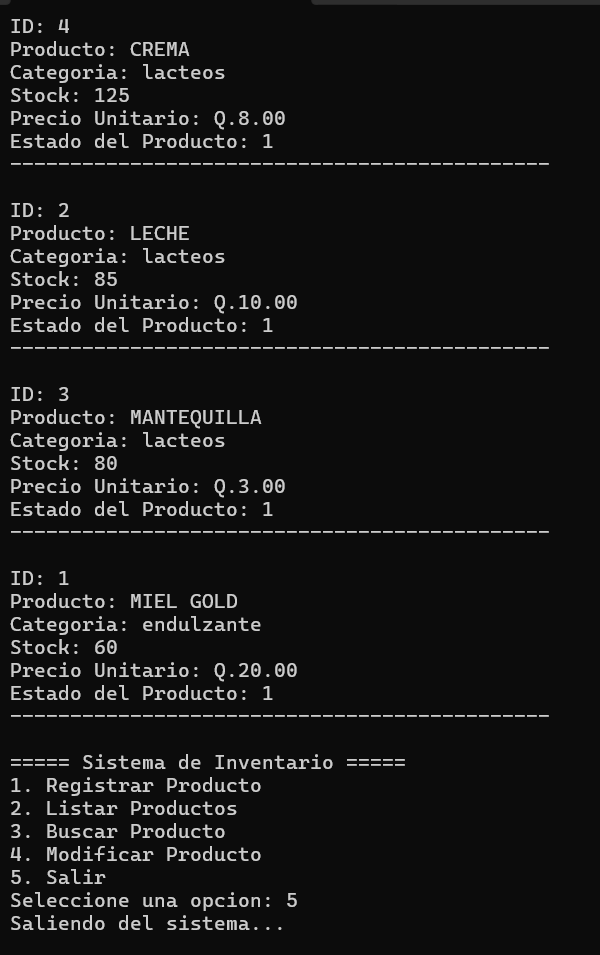 ID: 4
Producto: CREMA
Categoria: lacteos
Stock: 125
Precio Unitario: Q.8.00
Estado del Producto: 1
---------------------------------------------
ID: 2
Producto: LECHE
Categoria: lacteos
Stock: 85
Precio Unitario: Q.10.00
Estado del Producto: 1
---------------------------------------------
ID: 3
Producto: MANTEQUILLA
Categoria: lacteos
Stock: 80
Precio Unitario: Q.3.00
Estado del Producto: 1
---------------------------------------------
ID: 1
Producto: MIEL GOLD
Categoria: endulzante
Stock: 60
Precio Unitario: Q.20.00
Estado del Producto: 1
---------------------------------------------
===== Sistema de Inventario =====
1. Registrar Producto
2. Listar Productos
3. Buscar Producto
4. Modificar Producto
5. Salir
Seleccione una opcion: 5
Saliendo del sistema...